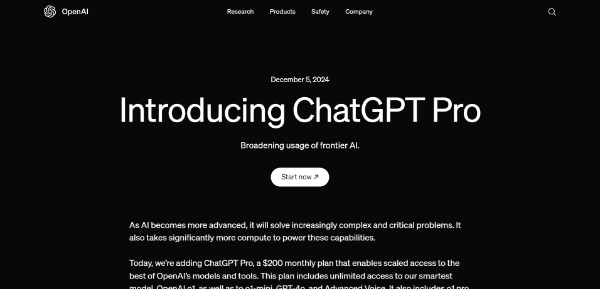 OpenAI
Research Products Safety Company
December 5, 2024
Introducing ChatGPT Pro
Broadening usage of frontier AI.
Start now ↗
As AI becomes more advanced, it will solve increasingly complex and critical problems. It
also takes significantly more compute to power these capabilities.
Today, we’re adding ChatGPT Pro, a $200 monthly plan that enables scaled access to the
best of OpenAI’s models and tools. This plan includes unlimited access to our smartest
model, OpenAI o1, as well as to o1-mini, GPT-4o, and Advanced Voice. It also includes o1 pro